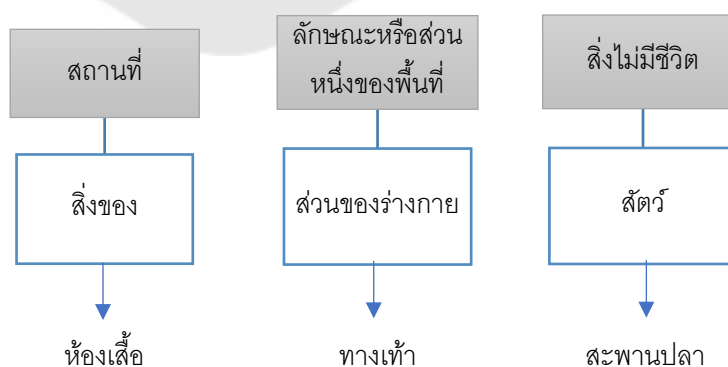 สถานที่
ลักษณะหรือส่วน
หนึ่งของพื้นที่
สิ่งไม่มีชีวิต
สิ่งของ
ส่วนของร่างกาย
สัตว์
ห้องเสื้อ
ทางเท้า
สะพานปลา